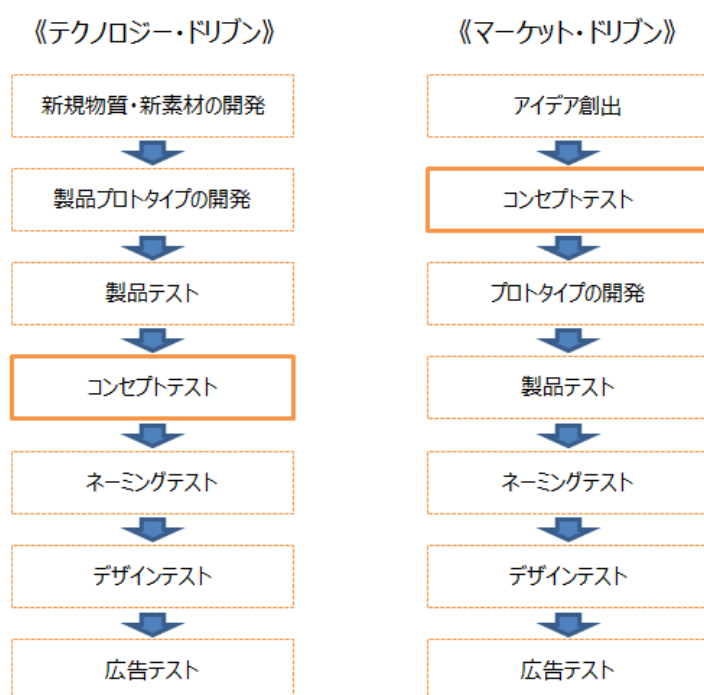 《テクノロジー・ドリブン》
新規物質・新素材の開発
製品プロトタイプの開発
製品テスト
コンセプトテスト
ネーミングテスト
デザインテスト
広告テスト
《マーケット・ドリブン》
アイデア創出
コンセプトテスト
プロトタイプの開発
製品テスト
ネーミングテスト
デザインテスト
広告テスト